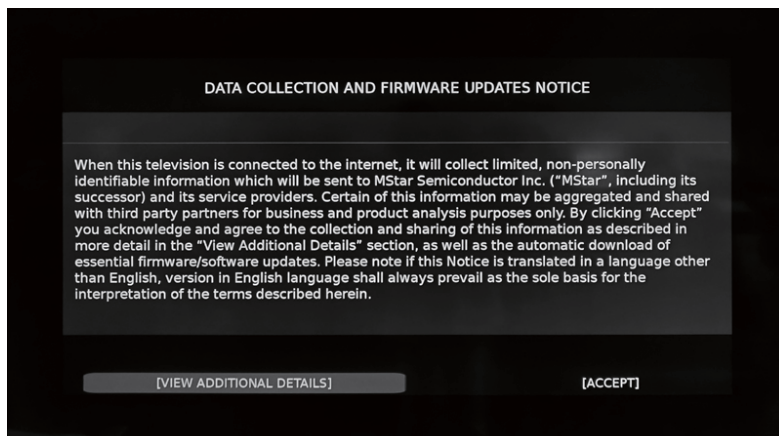 DATA COLLECTION AND FIRMWARE UPDATES NOTICE
When this television is connected to the internet, it will collect limited, non-personally
identifiable information which will be sent to MStar Semiconductor Inc. ("MStar", including its
successor) and its service providers. Certain of this information may be aggregated and shared
with third party partners for business and product analysis purposes only. By clicking "Accept"
you acknowledge and agree to the collection and sharing of this information as described in
more detail in the "View Additional Details" section, as well as the automatic download of
essential firmware/software updates. Please note if this Notice is translated in a language other
than English, version in English language shall always prevail as the sole basis for the
interpretation of the terms described herein.
[VIEW ADDITIONAL DETAILS]
[ACCEPT]